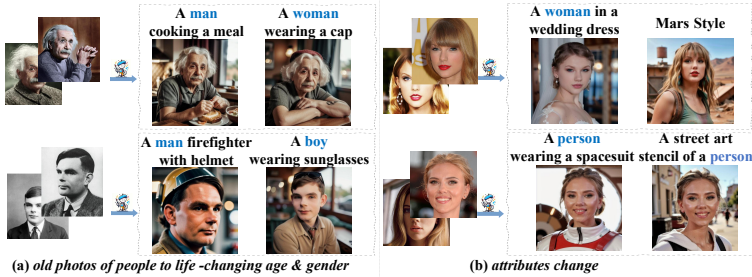 A man
cooking a meal
A woman
wearing a cap
A man firefighter
with helmet
A boy
wearing sunglasses
(a) old photos of people to life -changing age & gender
A woman in a
wedding dress
Mars Style
A person
wearing a spacesuit
A street art
stencil of a person
(b) attributes change